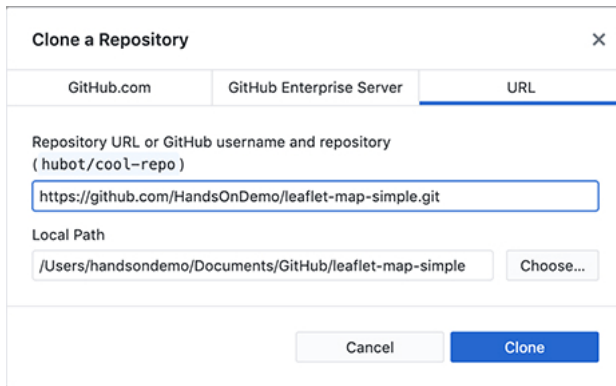 Clone a Repository
GitHub.com
GitHub Enterprise Server
URL
Repository URL or GitHub username and repository
(hubot/cool-repo)
https://github.com/HandsOnDemo/leaflet-map-simple.git
Local Path
/Users/handsondemo/Documents/GitHub/leaflet-map-simple
Choose...
Cancel
Clone